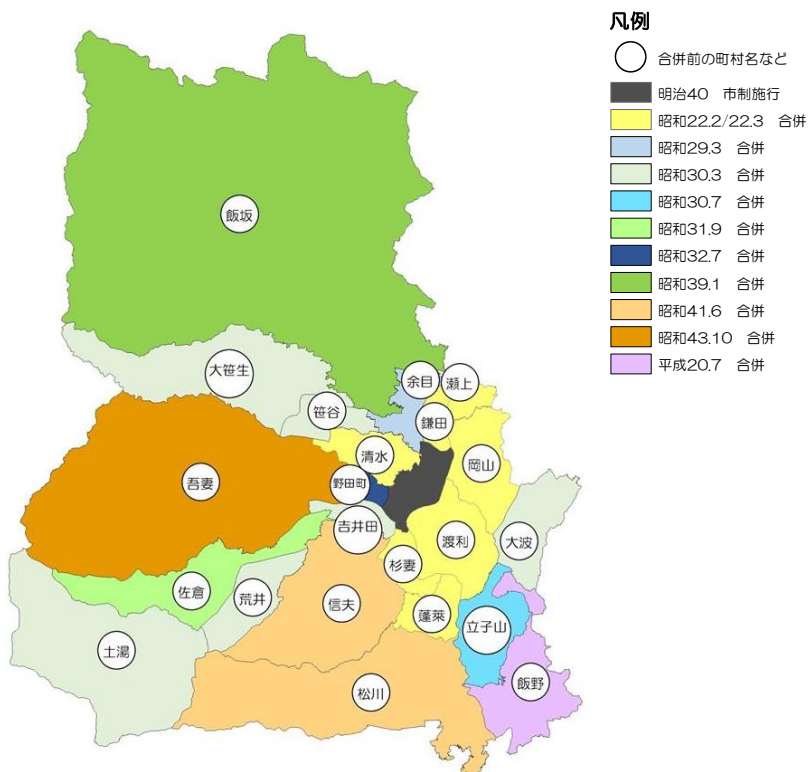 凡例
合併前の町村名など
明治40 市制施行
昭和22.2/22.3 合併
昭和29.3 合併
昭和30.3 合併
昭和30.7 合併
昭和31.9 合併
昭和32.7 合併
昭和39.1 合併
昭和41.6 合併
昭和43.10 合併
平成20.7 合併
飯坂
大笹生
余目
瀬上
笹谷
鎌田
清水
岡山
吾妻
野田町
吉井田
渡利
大波
杉妻
佐倉
荒井
信夫
蓬萊
立子山
土湯
松川
飯野